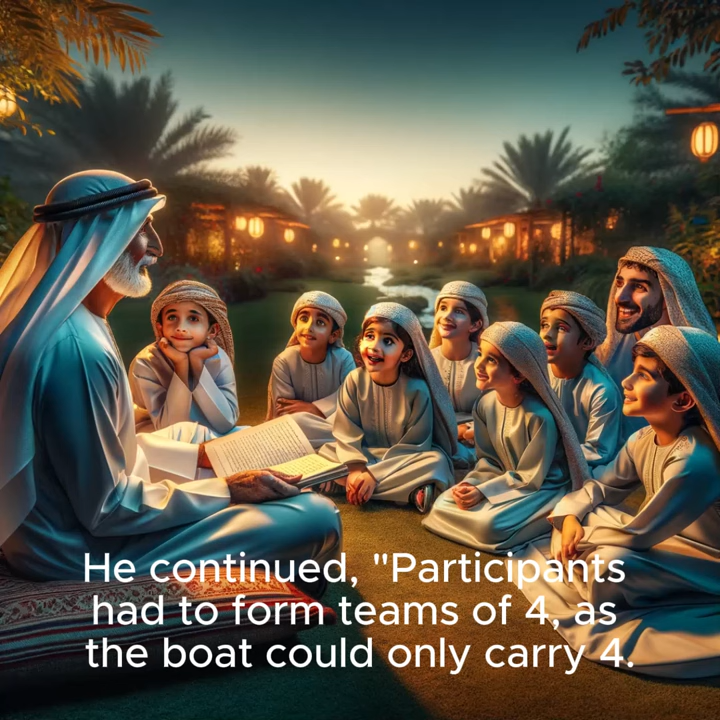 He continued, "Participants
had to form teams of 4, as
the boat could only carry 4.